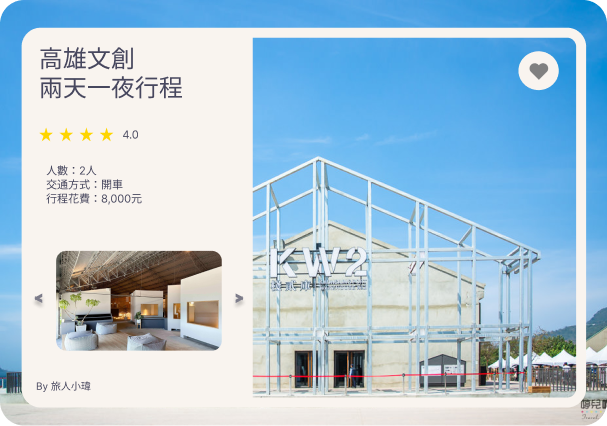 高雄文創
兩天一夜行程
4.0
人數：2人
交通方式：開車
行程花費：8,000元
By 旅人小瑋
KW2